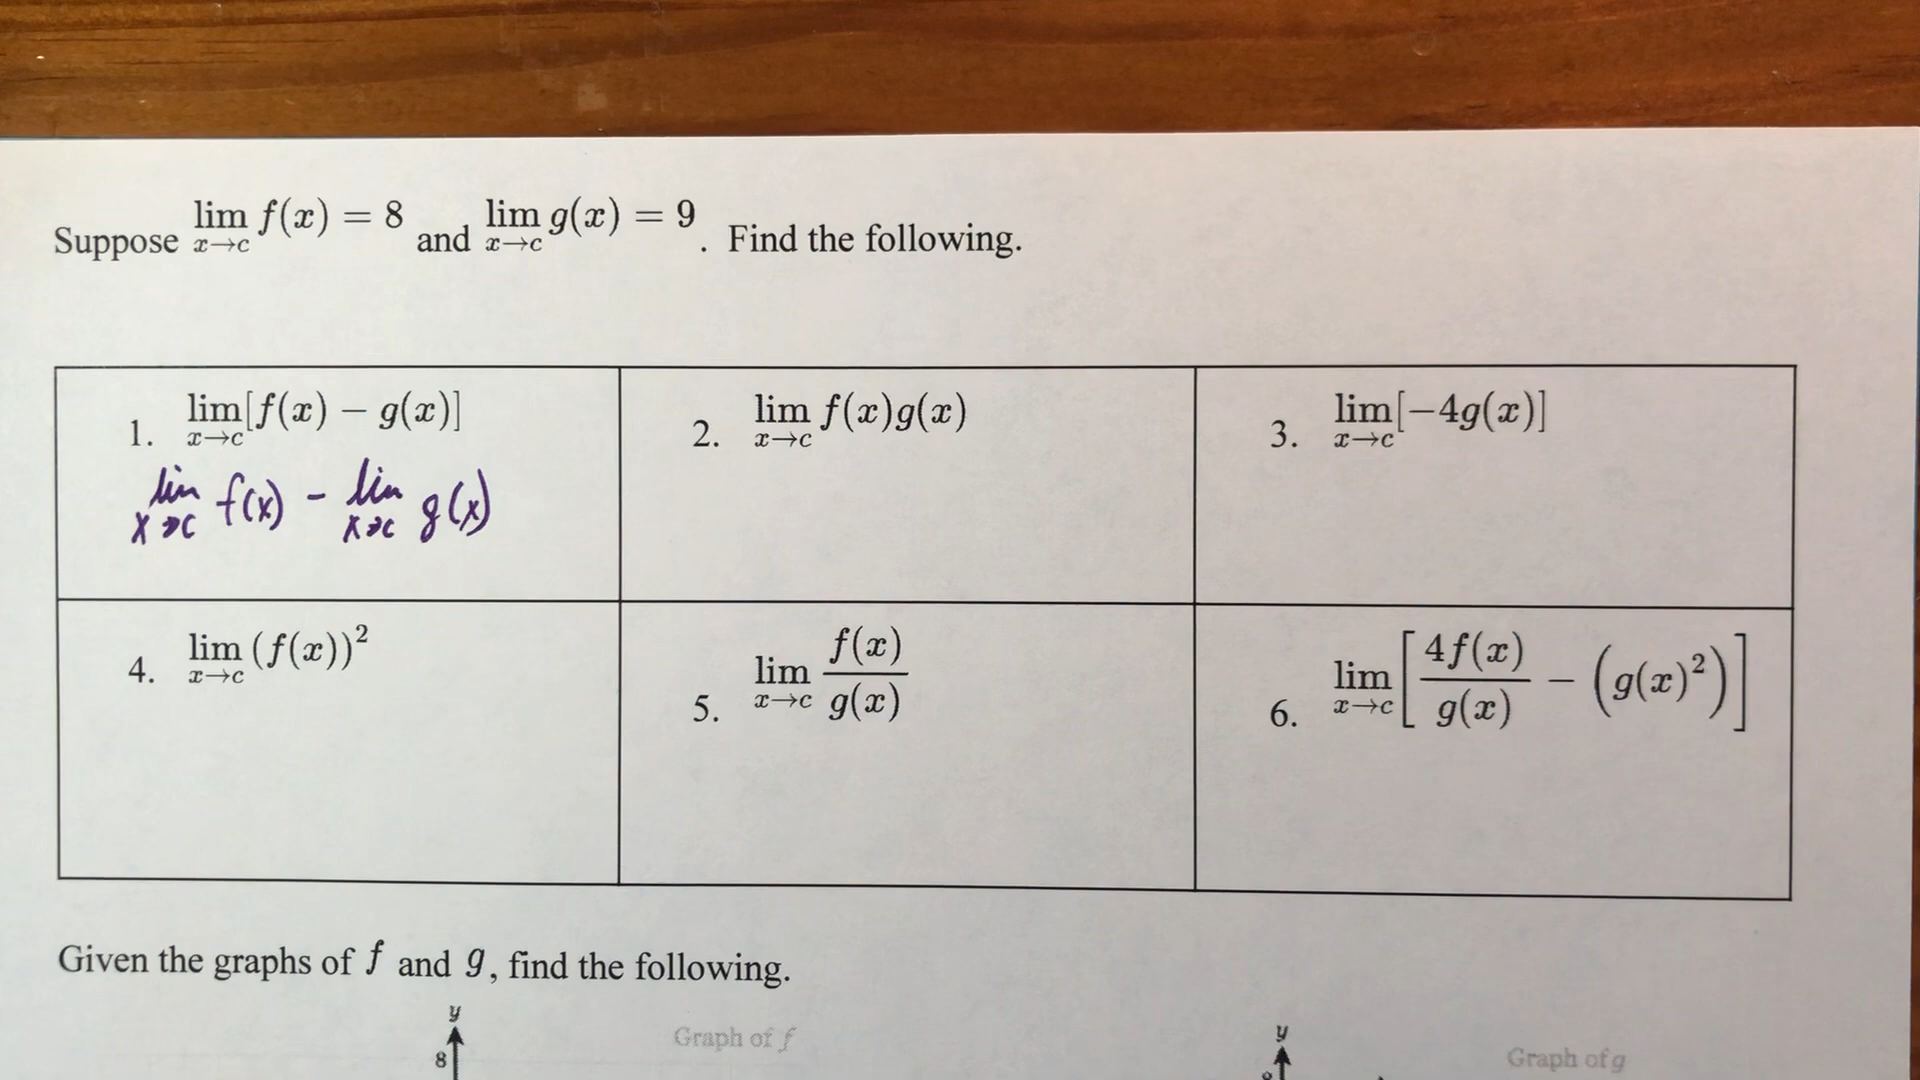 Suppose lim x→c f(x) = 8 and lim x→c g(x) = 9 . Find the following.
1. lim x→c [f(x) − g(x)]
lim x→c f(x) - lim x→c g(x)
2. lim x→c f(x)g(x)
3. lim x→c [−4g(x)]
4. lim x→c (f(x))²
5. lim x→c f(x)/g(x)
6. lim x→c [4f(x)/g(x) − (g(x)²)]
Given the graphs of f and g, find the following.
y
8
Graph of f
y
Graph of g